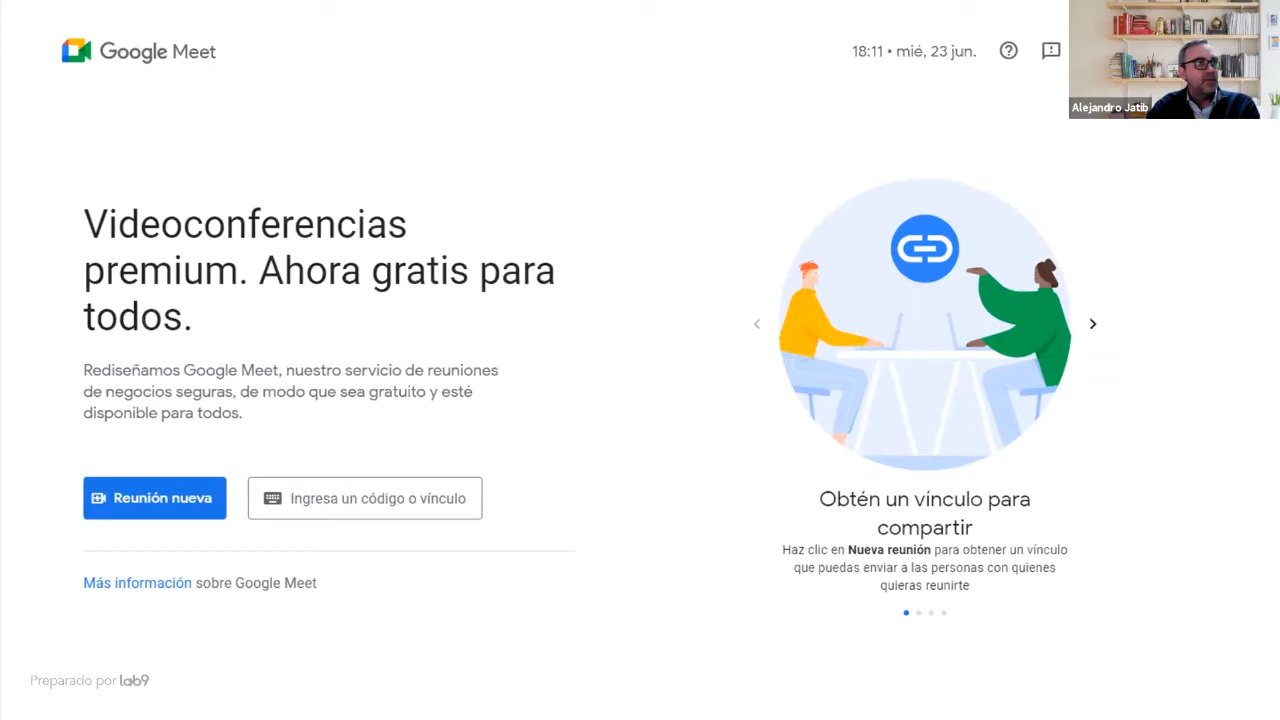 Google Meet
18:11 • mié, 23 jun.
Alejandro Jatib
Videoconferencias
premium. Ahora gratis para
todos.
Rediseñamos Google Meet, nuestro servicio de reuniones
de negocios seguras, de modo que sea gratuito y esté
disponible para todos.
Reunión nueva
Ingresa un código o vínculo
Más información sobre Google Meet
Obtén un vínculo para
compartir
Haz clic en Nueva reunión para obtener un vínculo
que puedas enviar a las personas con quienes
quieras reunirte
Preparado por lab9